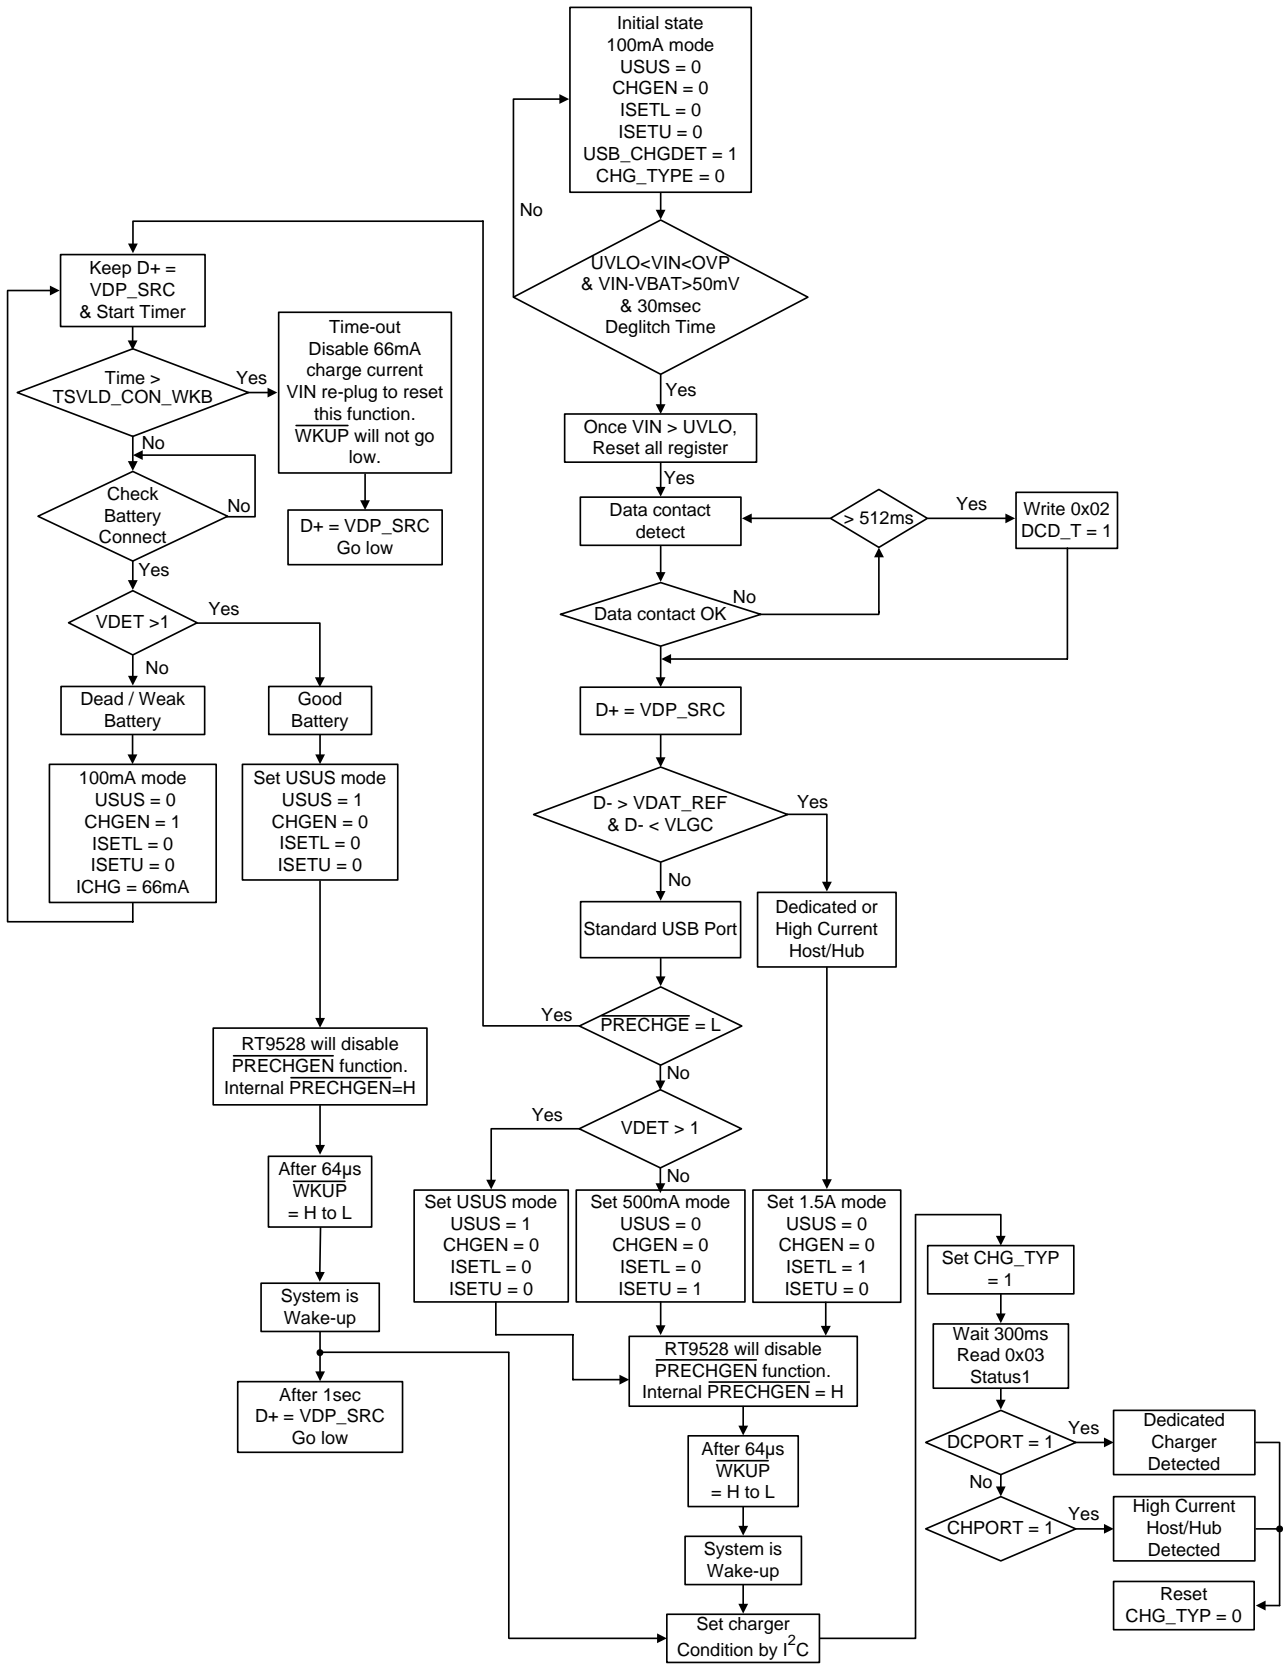 Initial state
100mA mode
USUS = 0
CHGEN = 0
ISETL = 0
ISETU = 0
USB_CHGDET = 1
CHG_TYPE = 0
No
UVLO<VIN<OVP
& VIN-VBAT>50mV
& 30msec
Deglitch Time
Yes
Once VIN > UVLO,
Reset all register
Yes
Data contact
detect
> 512ms
Yes
Write 0x02
DCD_T = 1
Data contact OK
No
D+ = VDP_SRC
D- > VDAT_REF
& D- < VLGC
Yes
No
Standard USB Port
Dedicated or
High Current
Host/Hub
PRECHGE = L
Yes
No
VDET > 1
Yes
No
Set USUS mode
USUS = 1
CHGEN = 0
ISETL = 0
ISETU = 0
Set 500mA mode
USUS = 0
CHGEN = 0
ISETL = 0
ISETU = 1
Set 1.5A mode
USUS = 0
CHGEN = 0
ISETL = 1
ISETU = 0
RT9528 will disable
PRECHGEN function.
Internal PRECHGEN = H
After 64µs
WKUP
= H to L
System is
Wake-up
Set charger
Condition by I²C
Keep D+ =
VDP_SRC
& Start Timer
Time >
TSVLD_CON_WKB
Yes
Time-out
Disable 66mA
charge current
VIN re-plug to reset
this function.
WKUP will not go
low.
D+ = VDP_SRC
Go low
No
Check
Battery
Connect
No
Yes
VDET >1
Yes
No
Dead / Weak
Battery
100mA mode
USUS = 0
CHGEN = 1
ISETL = 0
ISETU = 0
ICHG = 66mA
Good
Battery
Set USUS mode
USUS = 1
CHGEN = 0
ISETL = 0
ISETU = 0
RT9528 will disable
PRECHGEN function.
Internal PRECHGEN=H
After 64µs
WKUP
= H to L
System is
Wake-up
After 1sec
D+ = VDP_SRC
Go low
Set CHG_TYP
= 1
Wait 300ms
Read 0x03
Status1
DCPORT = 1
Yes
Dedicated
Charger
Detected
No
CHPORT = 1
Yes
High Current
Host/Hub
Detected
Reset
CHG_TYP = 0